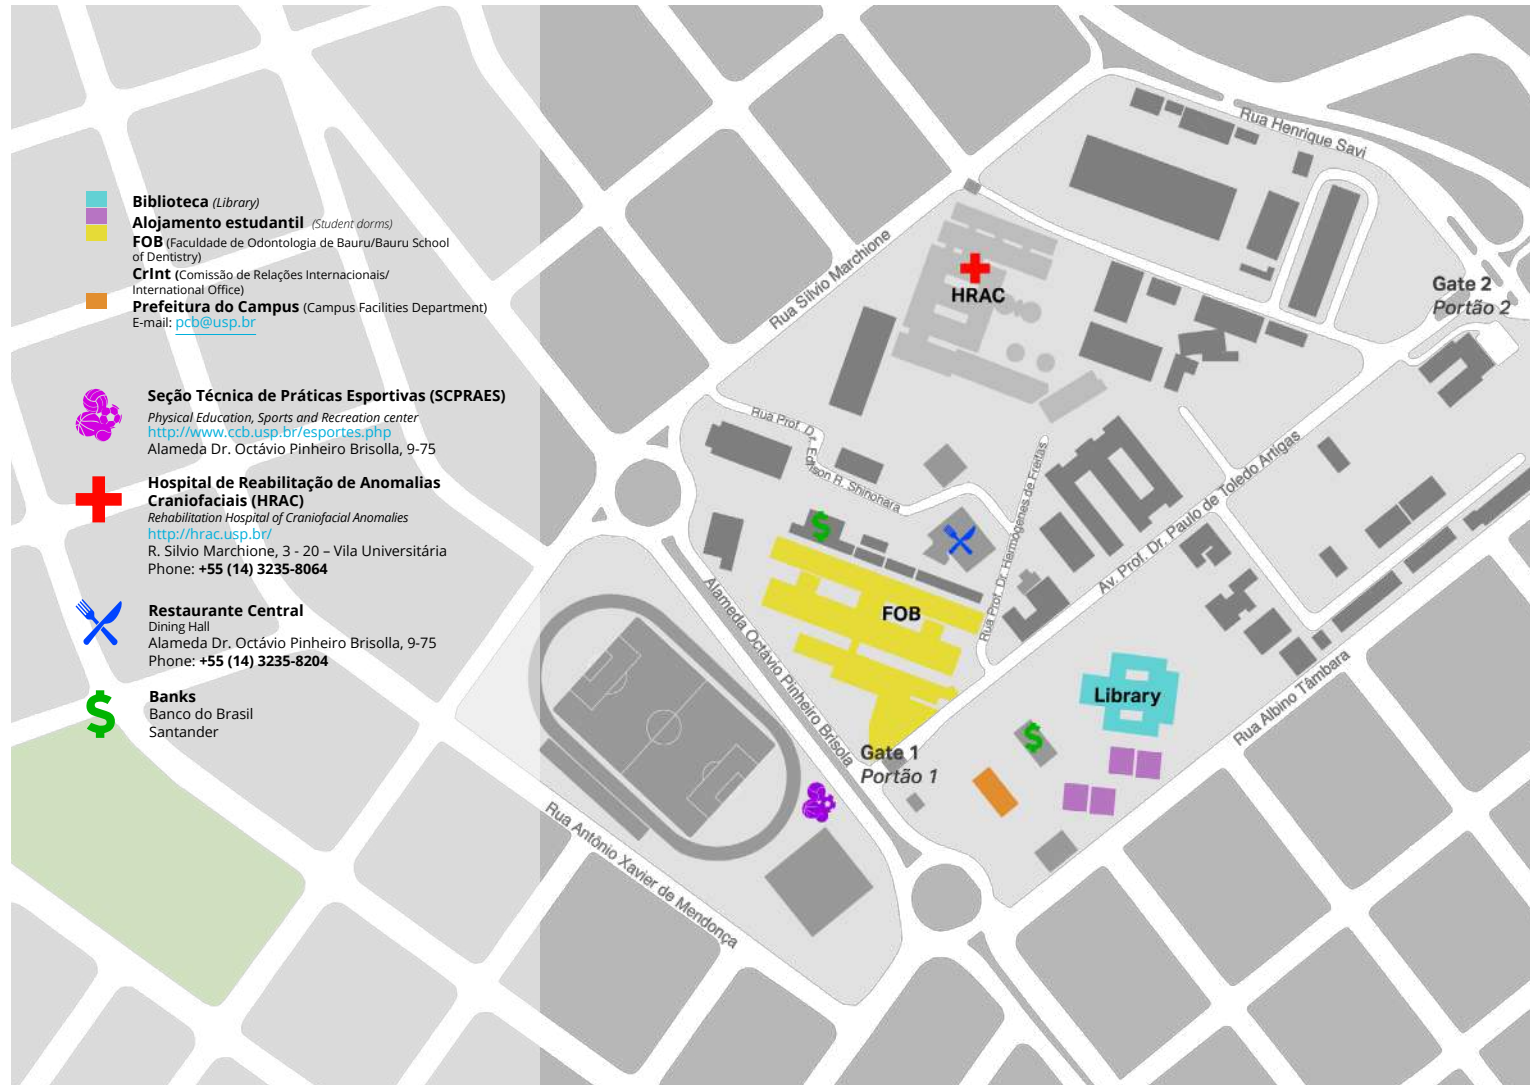 Biblioteca (Library)
Alojamento estudantil (Student dorms)
FOB (Faculdade de Odontologia de Bauru/Bauru School
of Dentistry)
CrInt (Comissão de Relações Internacionais/
International Office)
Prefeitura do Campus (Campus Facilities Department)
E-mail: pcb@usp.br
Seção Técnica de Práticas Esportivas (SCPRAES)
Physical Education, Sports and Recreation center
http://www.ccb.usp.br/esportes.php
Alameda Dr. Octávio Pinheiro Brisolla, 9-75
Hospital de Reabilitação de Anomalias
Craniofaciais (HRAC)
Rehabilitation Hospital of Craniofacial Anomalies
http://hrac.usp.br/
R. Silvio Marchione, 3 - 20 – Vila Universitária
Phone: +55 (14) 3235-8064
Restaurante Central
Dining Hall
Alameda Dr. Octávio Pinheiro Brisolla, 9-75
Phone: +55 (14) 3235-8204
Banks
Banco do Brasil
Santander
Rua Henrique Savi
Rua Silvio Marchione
HRAC
Gate 2
Portão 2
Rua Prof. Dr. Edison R. Shinohara
Rua Prof. Dr. Hermógenes de Freitas
Av. Prof. Dr. Paulo de Toledo Artigas
FOB
Alameda Octávio Pinheiro Brisola
Library
Rua Albino Tâmbara
Gate 1
Portão 1
Rua Antônio Xavier de Mendonça